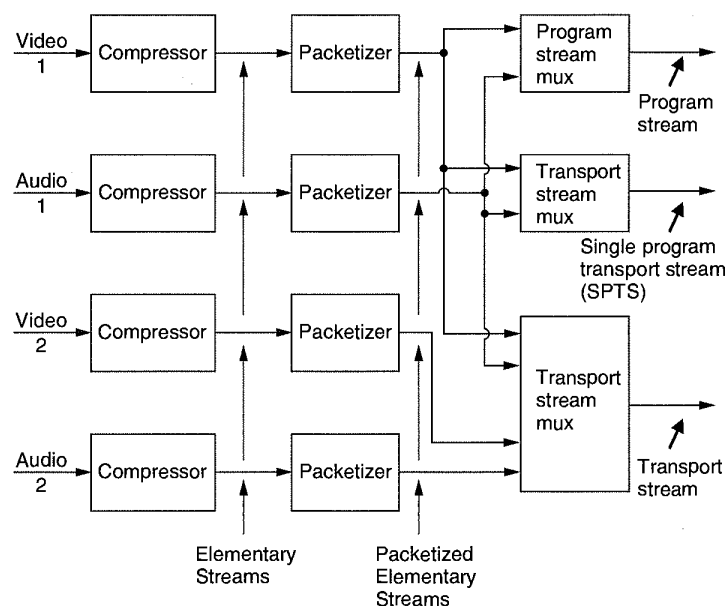 Video
1
Compressor
Packetizer
Program
stream
mux
Program
stream
Audio
1
Compressor
Packetizer
Transport
stream
mux
Single program
transport stream
(SPTS)
Video
2
Compressor
Packetizer
Transport
stream
mux
Transport
stream
Audio
2
Compressor
Packetizer
Elementary
Streams
Packetized
Elementary
Streams